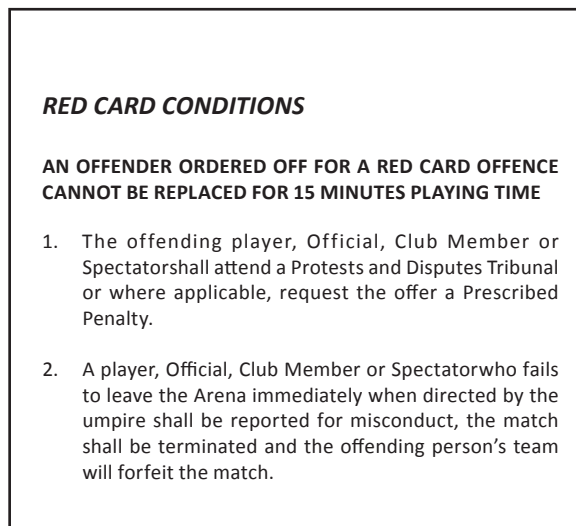 RED CARD CONDITIONS
AN OFFENDER ORDERED OFF FOR A RED CARD OFFENCE
CANNOT BE REPLACED FOR 15 MINUTES PLAYING TIME
1. The offending player, Official, Club Member or
Spectatorshall attend a Protests and Disputes Tribunal
or where applicable, request the offer a Prescribed
Penalty.
2. A player, Official, Club Member or Spectatorwho fails
to leave the Arena immediately when directed by the
umpire shall be reported for misconduct, the match
shall be terminated and the offending person's team
will forfeit the match.